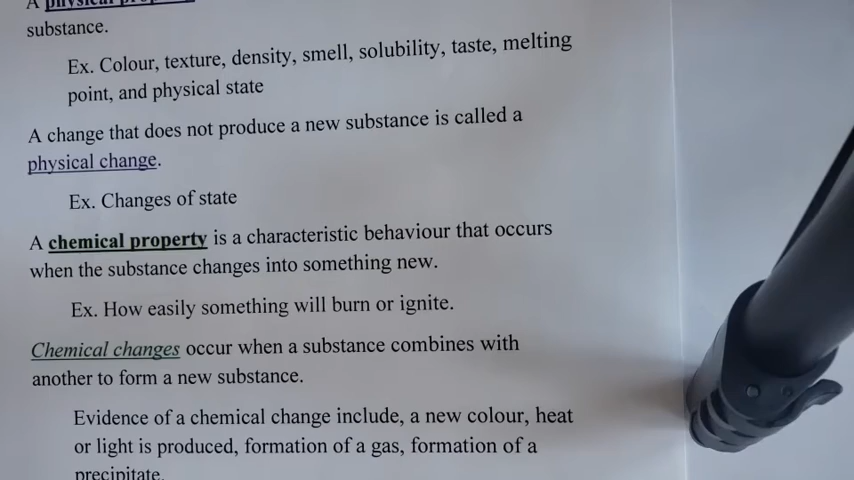 A physical
substance.
Ex. Colour, texture, density, smell, solubility, taste, melting
point, and physical state
A change that does not produce a new substance is called a
physical change.
Ex. Changes of state
A chemical property is a characteristic behaviour that occurs
when the substance changes into something new.
Ex. How easily something will burn or ignite.
Chemical changes occur when a substance combines with
another to form a new substance.
Evidence of a chemical change include, a new colour, heat
or light is produced, formation of a gas, formation of a
precipitate.